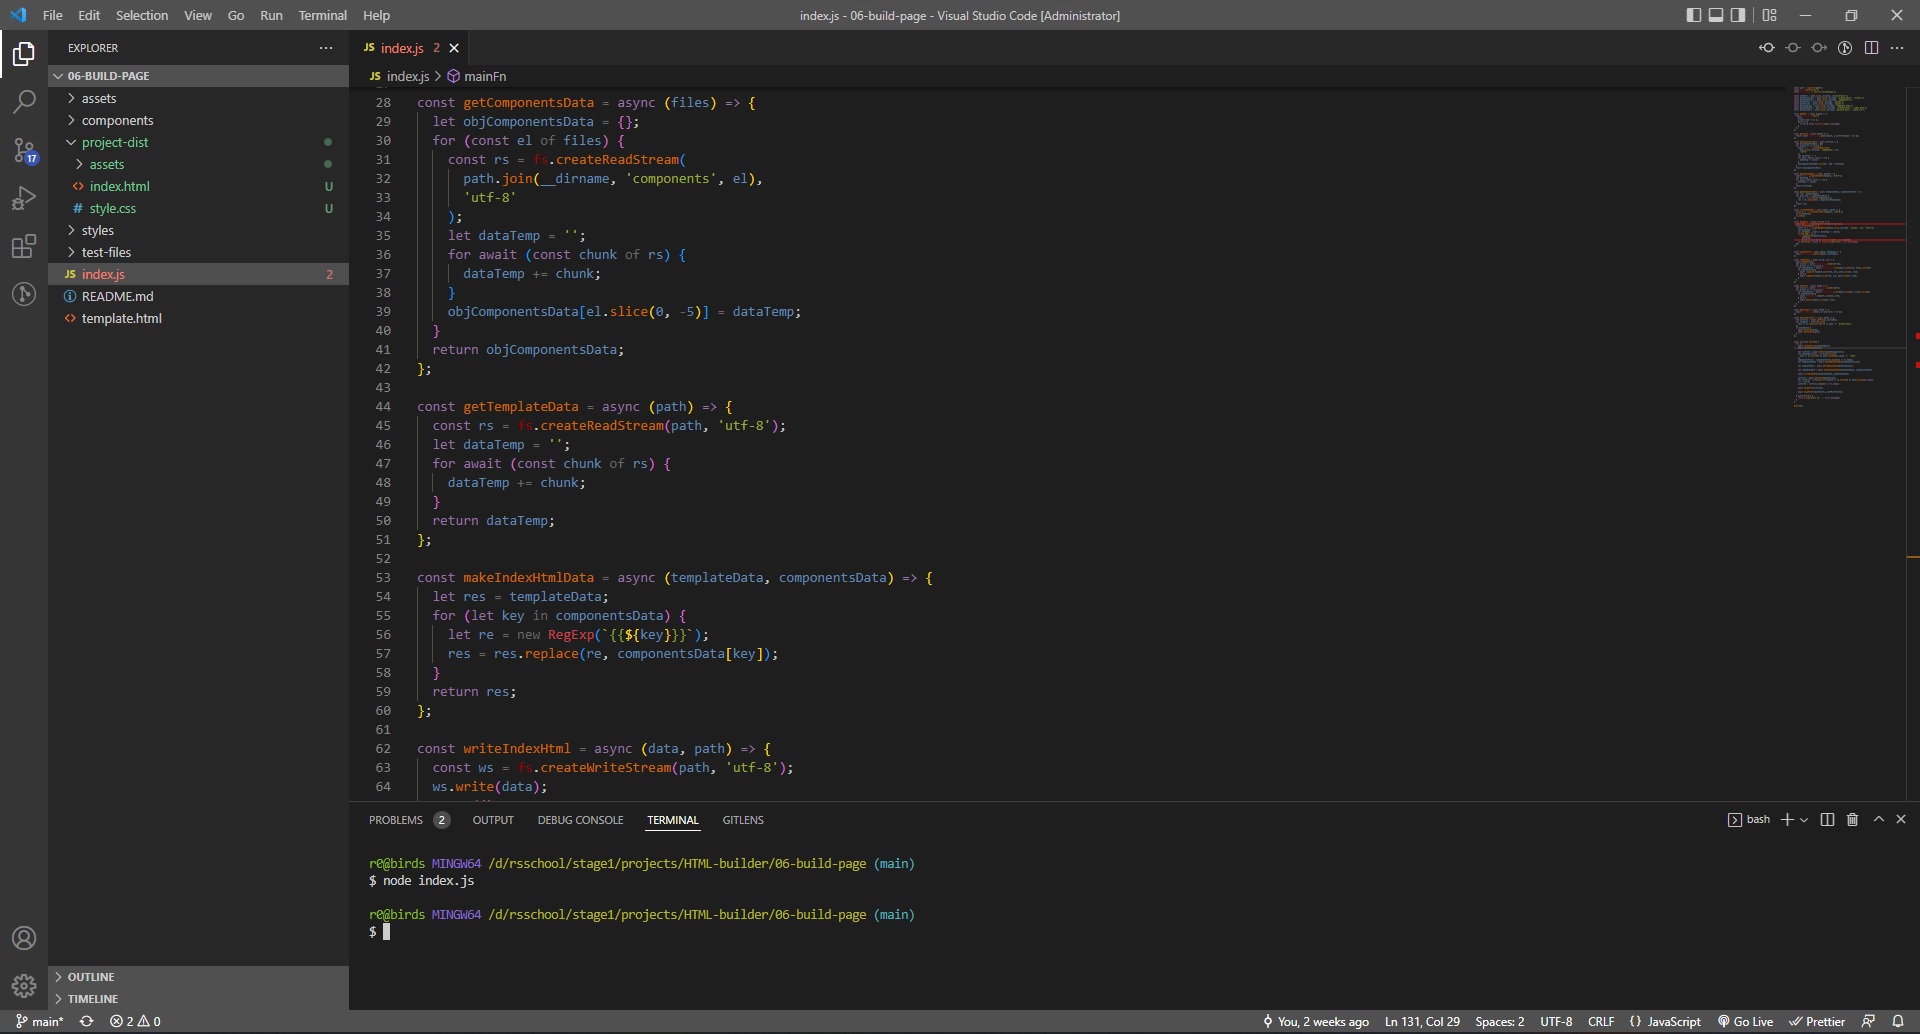 File Edit Selection View Go Run Terminal Help
index.js - 06-build-page - Visual Studio Code [Administrator]
EXPLORER
06-BUILD-PAGE
assets
components
project-dist
assets
index.html U
style.css U
styles
test-files
JS index.js 2
README.md
template.html
OUTLINE
TIMELINE
17
JS index.js 2
JS index.js > mainFn
28 const getComponentsData = async (files) => {
29 let objComponentsData = {};
30 for (const el of files) {
31 const rs = fs.createReadStream(
32 path.join(__dirname, 'components', el),
33 'utf-8'
34 );
35 let dataTemp = '';
36 for await (const chunk of rs) {
37 dataTemp += chunk;
38 }
39 objComponentsData[el.slice(0, -5)] = dataTemp;
40 }
41 return objComponentsData;
42 };
43
44 const getTemplateData = async (path) => {
45 const rs = fs.createReadStream(path, 'utf-8');
46 let dataTemp = '';
47 for await (const chunk of rs) {
48 dataTemp += chunk;
49 }
50 return dataTemp;
51 };
52
53 const makeIndexHtmlData = async (templateData, componentsData) => {
54 let res = templateData;
55 for (let key in componentsData) {
56 let re = new RegExp(`{{${key}}}`);
57 res = res.replace(re, componentsData[key]);
58 }
59 return res;
60 };
61
62 const writeIndexHtml = async (data, path) => {
63 const ws = fs.createWriteStream(path, 'utf-8');
64 ws.write(data);
PROBLEMS 2 OUTPUT DEBUG CONSOLE TERMINAL GITLENS
bash
r0@birds MINGW64 /d/rsschool/stage1/projects/HTML-builder/06-build-page (main)
$ node index.js
r0@birds MINGW64 /d/rsschool/stage1/projects/HTML-builder/06-build-page (main)
$
main* 2 0 You, 2 weeks ago Ln 131, Col 29 Spaces: 2 UTF-8 CRLF {} JavaScript Go Live Prettier